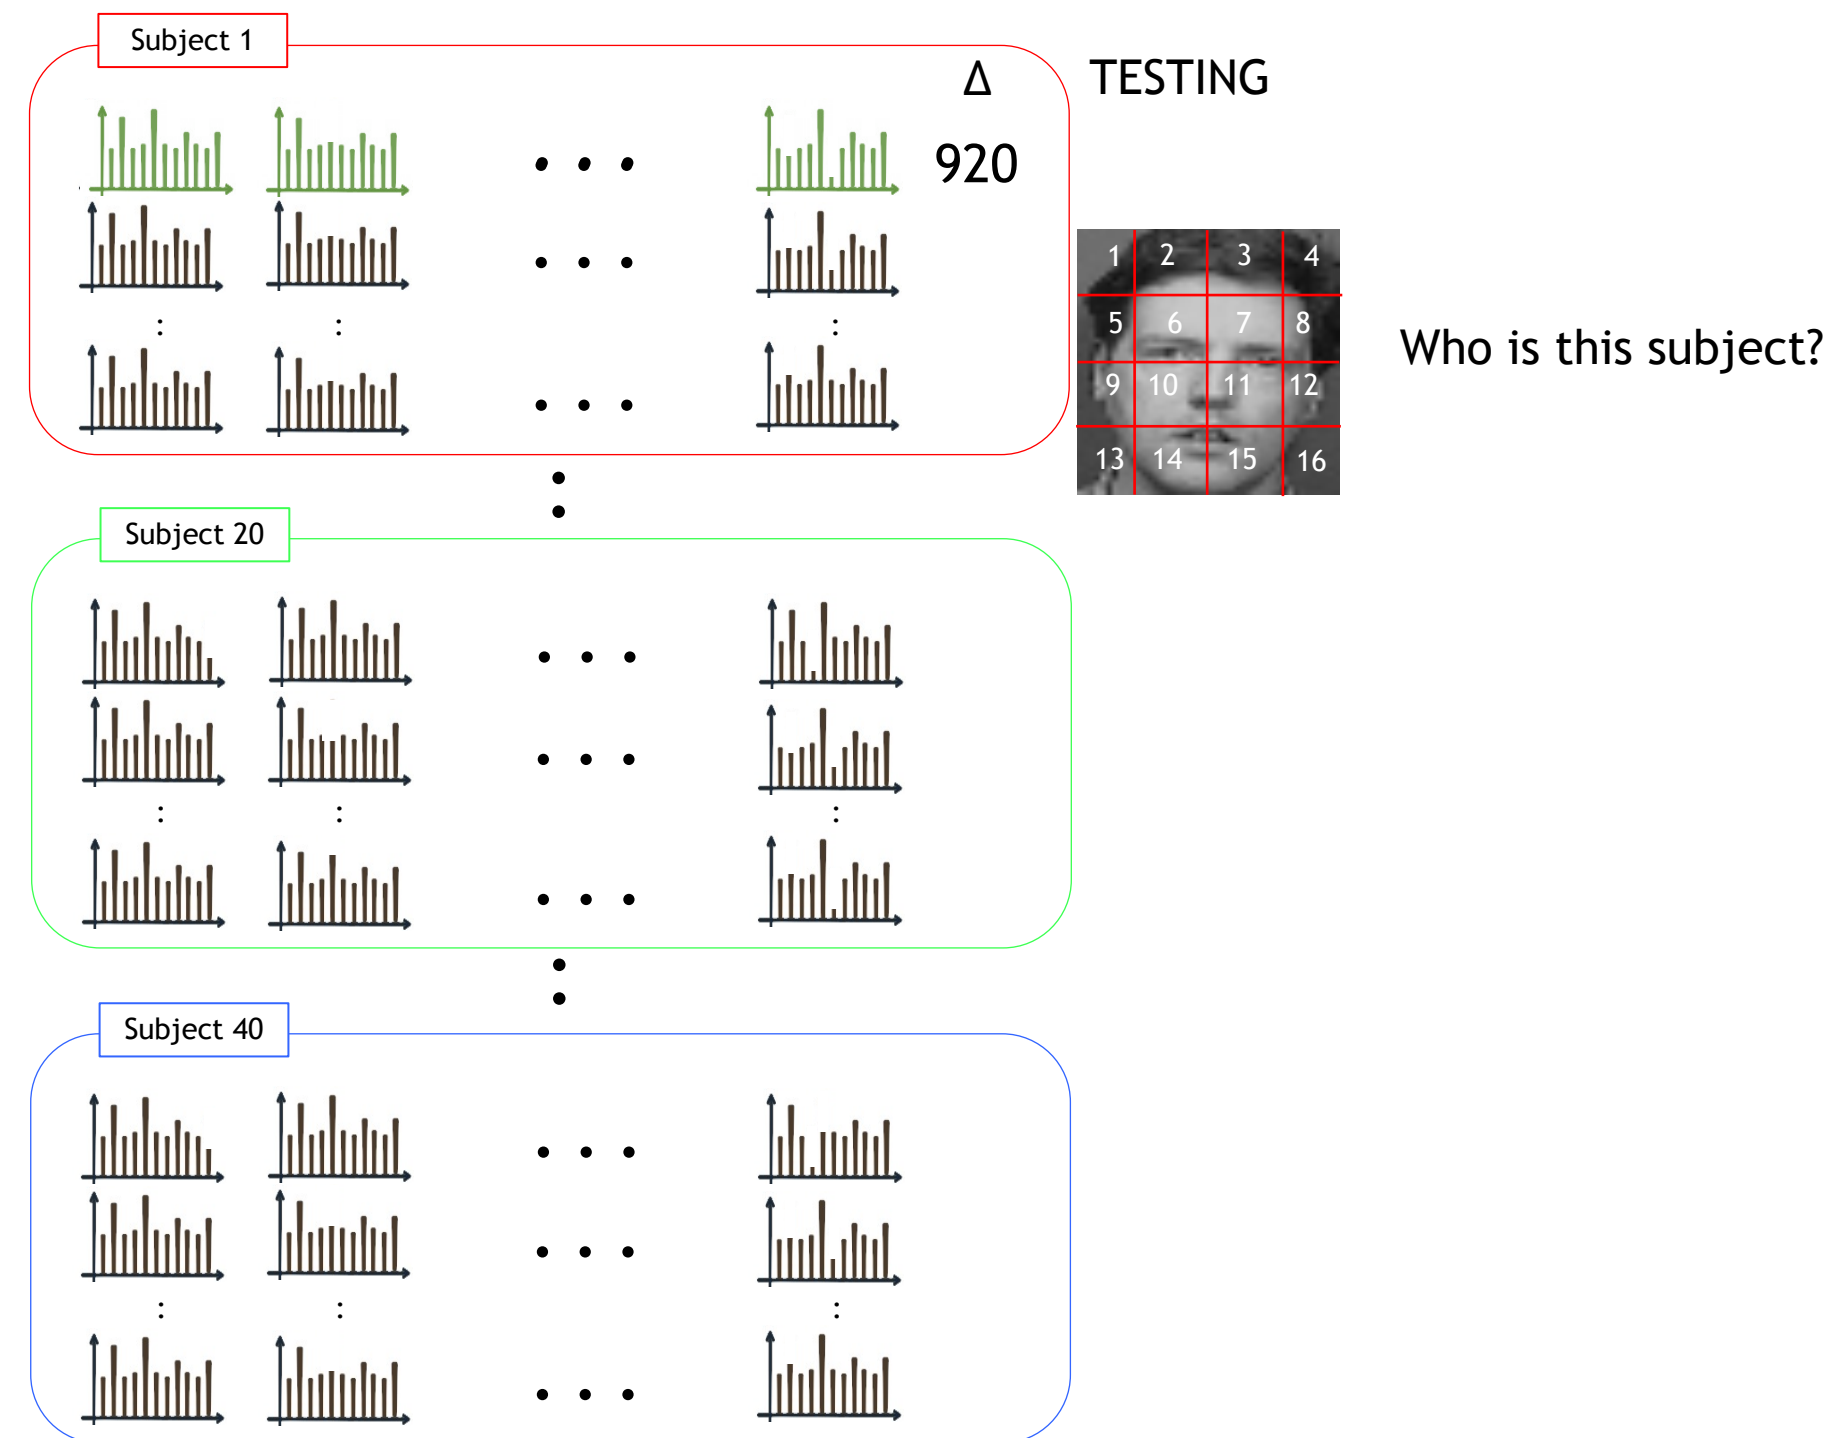 Subject 1
Δ
TESTING
920
1 2 3 4
5 6 7 8
9 10 11 12
13 14 15 16
Who is this subject?
Subject 20
Subject 40